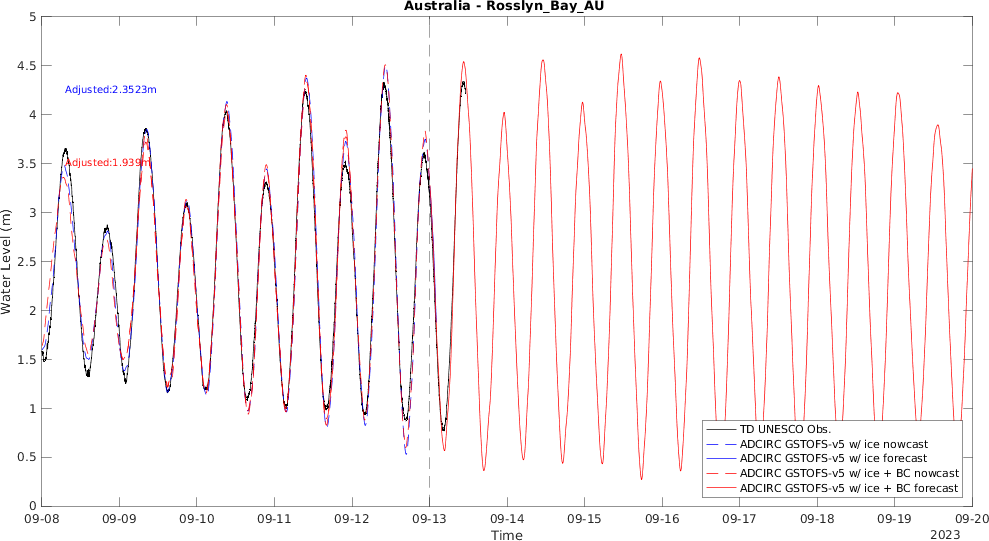 Australia - Rosslyn_Bay_AU
5
4.5
4
3.5
3
2.5
2
1.5
1
0.5
0
Water Level (m)
Adjusted:2.3523m
Adjusted:1.939m
TD UNESCO Obs.
ADCIRC GSTOFS-v5 w/ ice nowcast
ADCIRC GSTOFS-v5 w/ ice forecast
ADCIRC GSTOFS-v5 w/ ice + BC nowcast
ADCIRC GSTOFS-v5 w/ ice + BC forecast
09-08 09-09 09-10 09-11 09-12 09-13 09-14 09-15 09-16 09-17 09-18 09-19 09-20
Time
2023